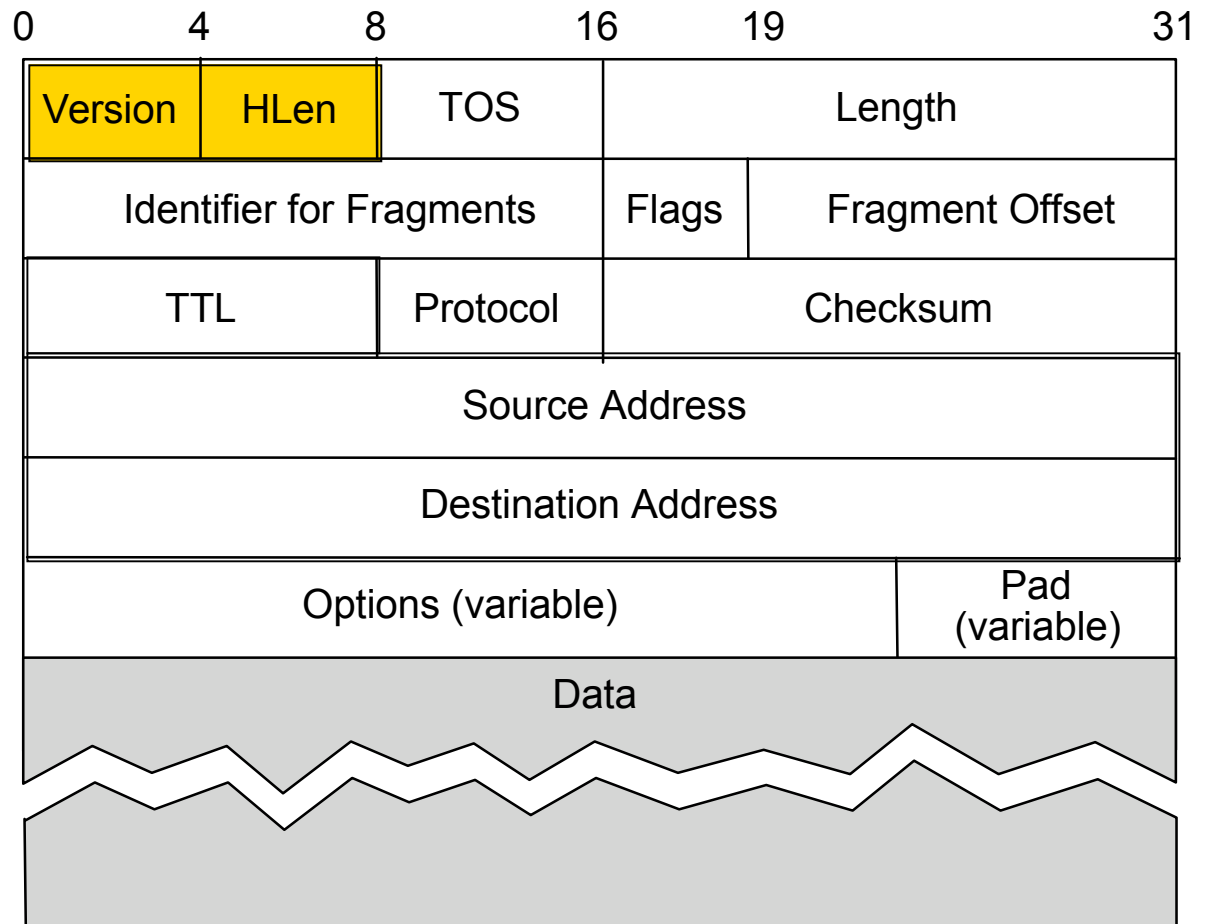 0 4 8 16 19 31
Version HLen TOS Length
Identifier for Fragments Flags Fragment Offset
TTL Protocol Checksum
Source Address
Destination Address
Options (variable) Pad
(variable)
Data